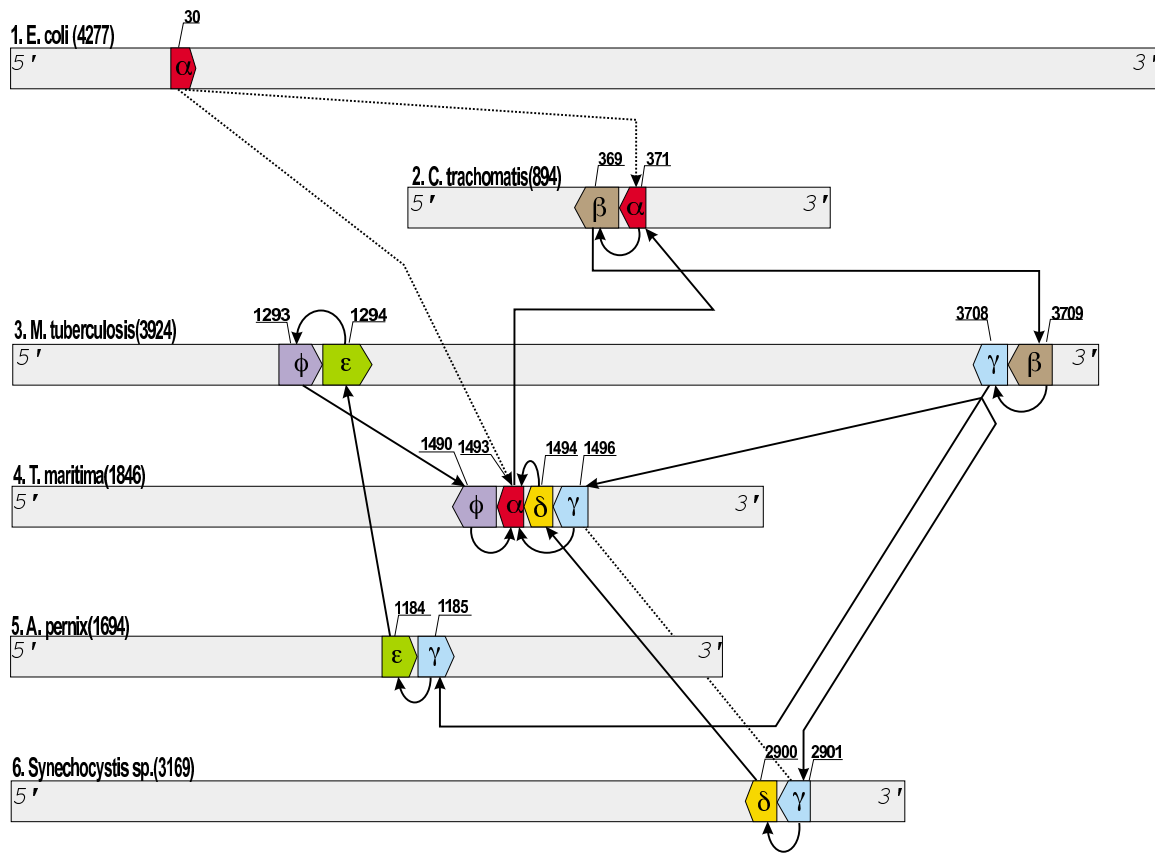 30
1. E. coli (4277)
5' 3'
α
369 371
2. C. trachomatis(894)
5' 3'
β α
1293 1294 3708 3709
3. M. tuberculosis(3924)
5' 3'
ϕ ε γ β
1490 1493 1494 1496
4. T. maritima(1846)
5' 3'
ϕ α δ γ
1184 1185
5. A. pernix(1694)
5' 3'
ε γ
2900 2901
6. Synechocystis sp.(3169)
5' 3'
δ γ